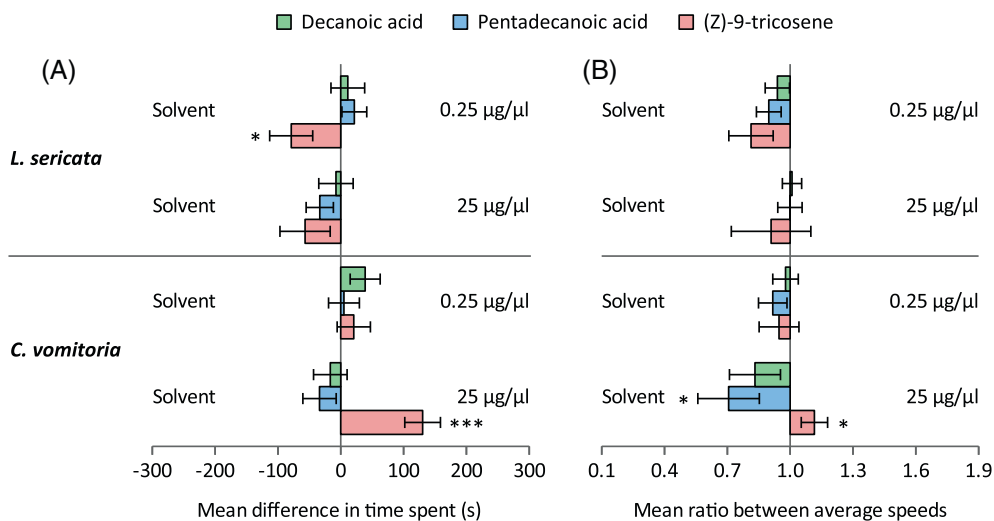 Decanoic acid Pentadecanoic acid (Z)-9-tricosene
(A) (B)
Solvent 0.25 µg/µl Solvent 0.25 µg/µl
*
L. sericata
Solvent 25 µg/µl Solvent 25 µg/µl
Solvent 0.25 µg/µl Solvent 0.25 µg/µl
C. vomitoria
Solvent 25 µg/µl Solvent * 25 µg/µl
*** *
-300 -200 -100 0 100 200 300 0.1 0.4 0.7 1.0 1.3 1.6 1.9
Mean difference in time spent (s) Mean ratio between average speeds